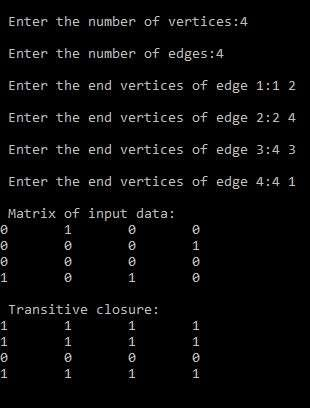 Enter the number of vertices:4
Enter the number of edges:4
Enter the end vertices of edge 1:1 2
Enter the end vertices of edge 2:2 4
Enter the end vertices of edge 3:4 3
Enter the end vertices of edge 4:4 1
Matrix of input data:
0 1 0 0
0 0 0 1
0 0 0 0
1 0 1 0
Transitive closure:
1 1 1 1
1 1 1 1
0 0 0 0
1 1 1 1